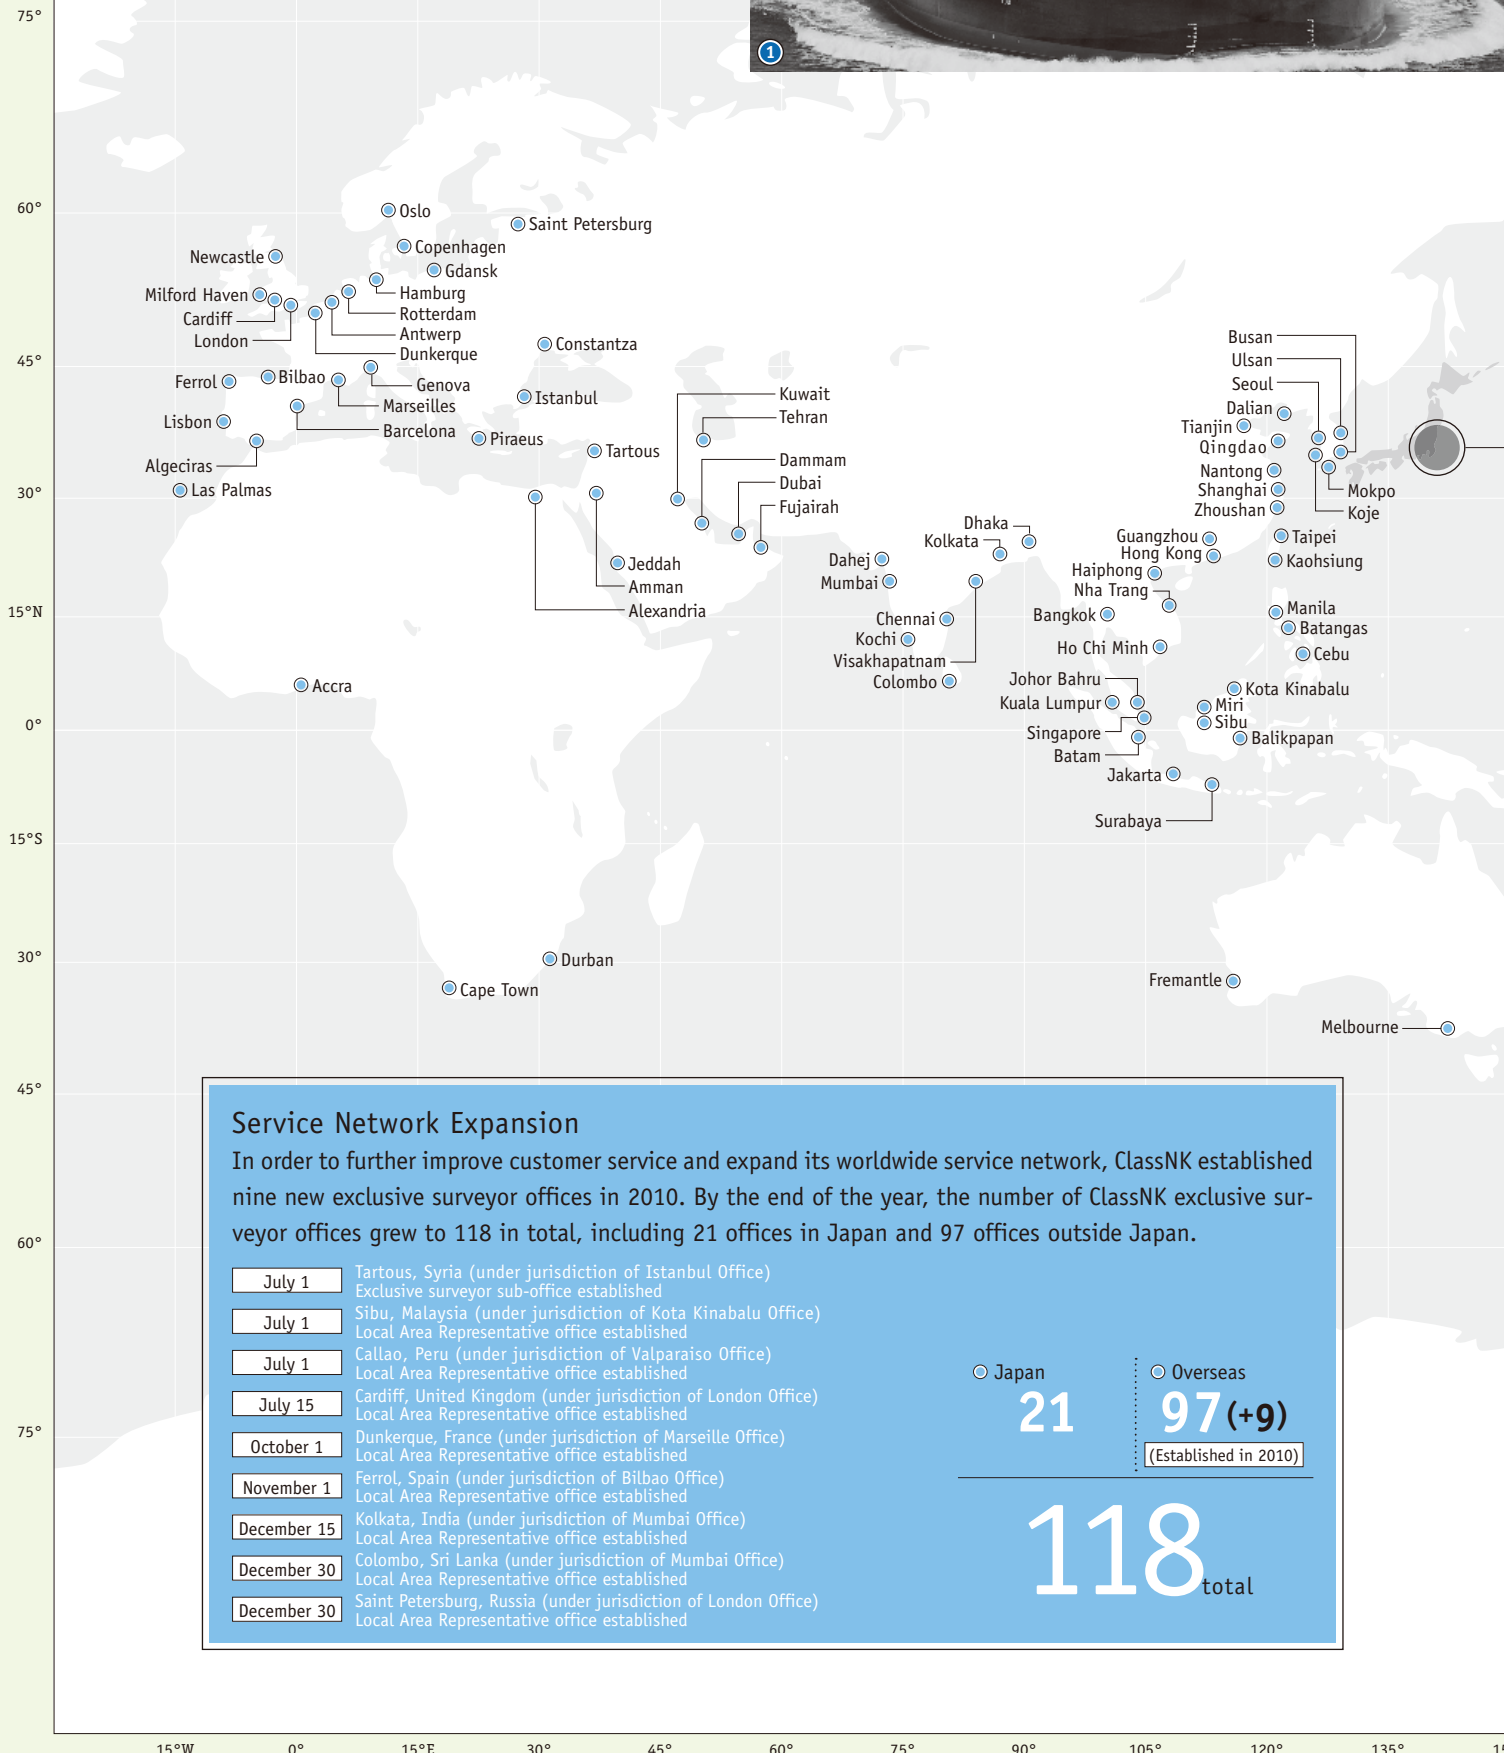 1
75°
60°
45°
30°
15°N
0°
15°S
30°
45°
60°
75°
Oslo
Saint Petersburg
Copenhagen
Newcastle
Gdansk
Milford Haven
Hamburg
Cardiff
Rotterdam
London
Antwerp
Dunkerque
Constantza
Ferrol
Bilbao
Genova
Istanbul
Marseilles
Lisbon
Barcelona
Piraeus
Tartous
Algeciras
Las Palmas
Kuwait
Tehran
Dammam
Dubai
Fujairah
Jeddah
Amman
Alexandria
Accra
Durban
Cape Town
Dhaka
Kolkata
Dahej
Mumbai
Chennai
Kochi
Visakhapatnam
Colombo
Busan
Ulsan
Seoul
Dalian
Tianjin
Qingdao
Nantong
Shanghai
Zhoushan
Mokpo
Koje
Guangzhou
Hong Kong
Taipei
Kaohsiung
Haiphong
Nha Trang
Bangkok
Ho Chi Minh
Manila
Batangas
Cebu
Johor Bahru
Kuala Lumpur
Singapore
Batam
Kota Kinabalu
Miri
Sibu
Balikpapan
Jakarta
Surabaya
Fremantle
Melbourne
Service Network Expansion
In order to further improve customer service and expand its worldwide service network, ClassNK established
nine new exclusive surveyor offices in 2010. By the end of the year, the number of ClassNK exclusive sur-
veyor offices grew to 118 in total, including 21 offices in Japan and 97 offices outside Japan.
July 1
Tartous, Syria (under jurisdiction of Istanbul Office)
Exclusive surveyor sub-office established
July 1
Sibu, Malaysia (under jurisdiction of Kota Kinabalu Office)
Local Area Representative office established
July 1
Callao, Peru (under jurisdiction of Valparaiso Office)
Local Area Representative office established
July 15
Cardiff, United Kingdom (under jurisdiction of London Office)
Local Area Representative office established
October 1
Dunkerque, France (under jurisdiction of Marseille Office)
Local Area Representative office established
November 1
Ferrol, Spain (under jurisdiction of Bilbao Office)
Local Area Representative office established
December 15
Kolkata, India (under jurisdiction of Mumbai Office)
Local Area Representative office established
December 30
Colombo, Sri Lanka (under jurisdiction of Mumbai Office)
Local Area Representative office established
December 30
Saint Petersburg, Russia (under jurisdiction of London Office)
Local Area Representative office established
Japan
21
Overseas
97(+9)
(Established in 2010)
118 total
15°W 0° 15°E 30° 45° 60° 75° 90° 105° 120° 135°